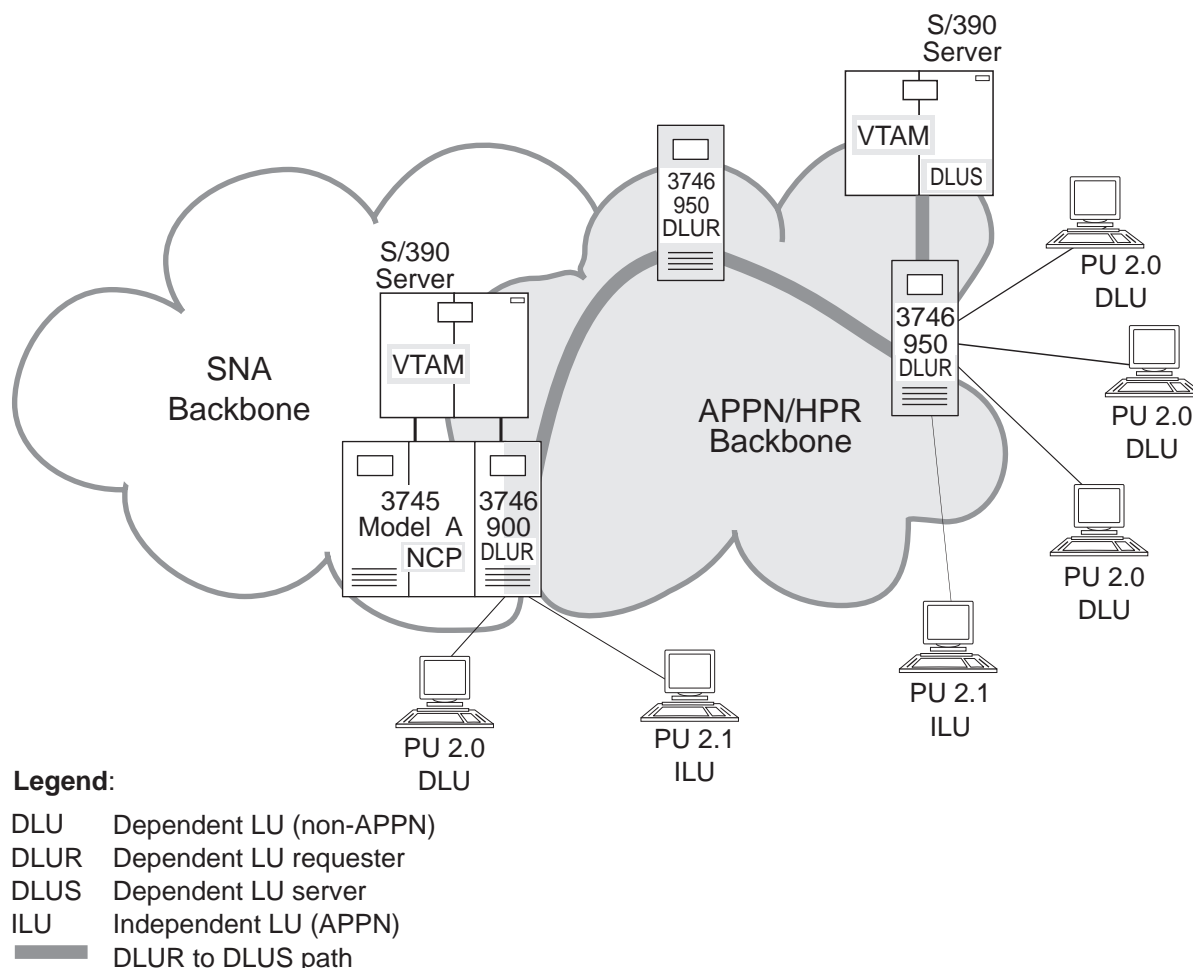 S/390
Server
VTAM
DLUS
3746
950
DLUR
S/390
Server
VTAM
3746
950
DLUR
PU 2.0
DLU
PU 2.0
DLU
PU 2.0
DLU
SNA
Backbone
APPN/HPR
Backbone
3745
Model A
NCP
3746
900
DLUR
PU 2.1
ILU
PU 2.0
DLU
PU 2.1
ILU
Legend:
DLU Dependent LU (non-APPN)
DLUR Dependent LU requester
DLUS Dependent LU server
ILU Independent LU (APPN)
DLUR to DLUS path